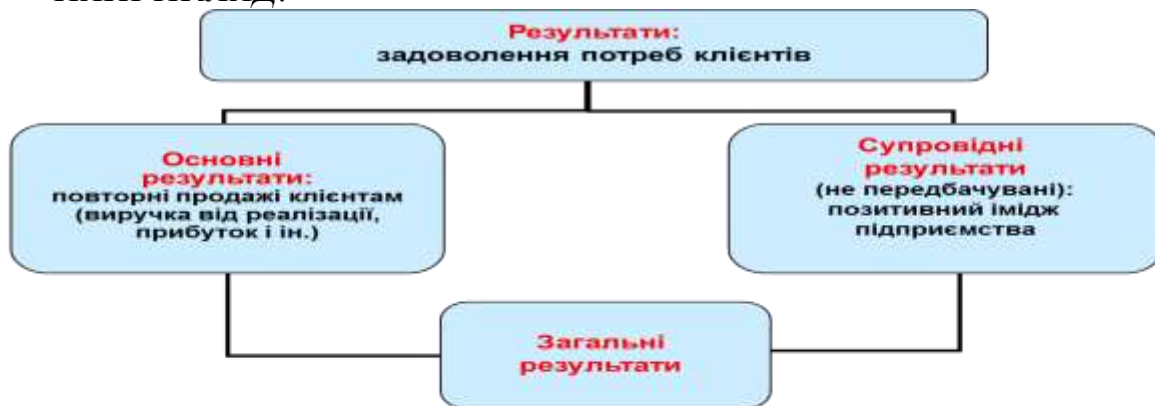 Результати:
задоволення потреб клієнтів
Основні
результати:
повторні продажі клієнтам
(виручка від реалізації,
прибуток і ін.)
Супровідні
результати
(не передбачувані):
позитивний імідж
підприємства
Загальні
результати